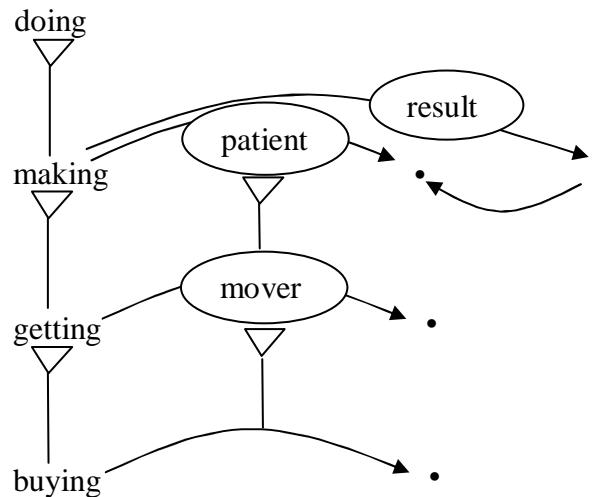 doing
result
patient
making
mover
getting
buying